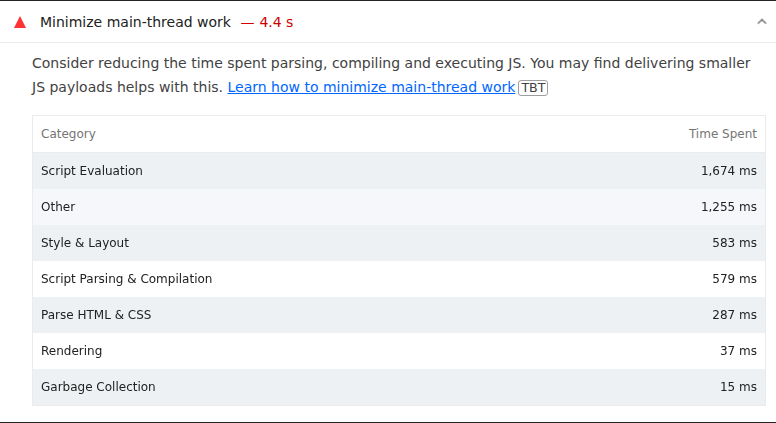 Minimize main-thread work — 4.4 s
Consider reducing the time spent parsing, compiling and executing JS. You may find delivering smaller
JS payloads helps with this. Learn how to minimize main-thread work TBT
Category Time Spent
Script Evaluation 1,674 ms
Other 1,255 ms
Style & Layout 583 ms
Script Parsing & Compilation 579 ms
Parse HTML & CSS 287 ms
Rendering 37 ms
Garbage Collection 15 ms